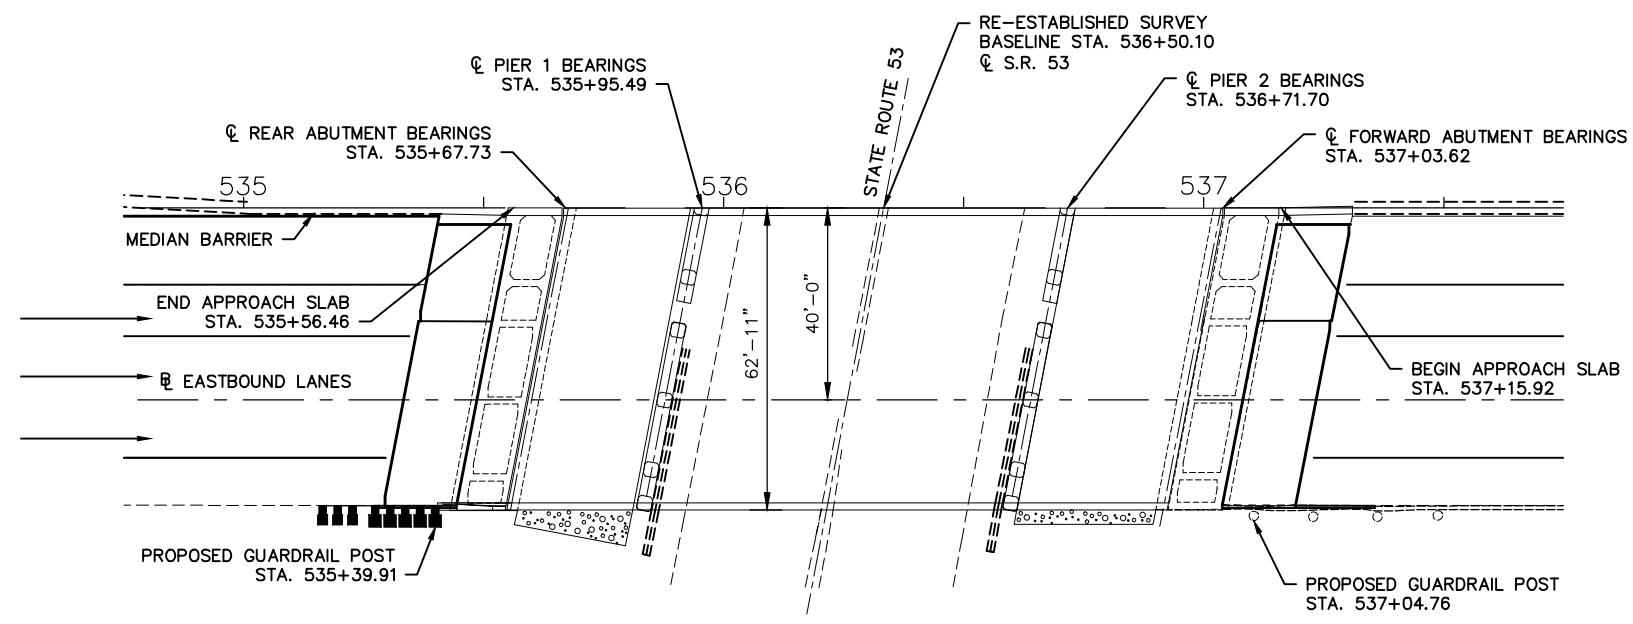 RE-ESTABLISHED SURVEY
BASELINE STA. 536+50.10
℄ S.R. 53
STATE ROUTE 53
℄ PIER 1 BEARINGS
STA. 535+95.49
℄ PIER 2 BEARINGS
STA. 536+71.70
℄ REAR ABUTMENT BEARINGS
STA. 535+67.73
℄ FORWARD ABUTMENT BEARINGS
STA. 537+03.62
535
536
537
MEDIAN BARRIER
END APPROACH SLAB
STA. 535+56.46
62'-11"
40'-0"
BEGIN APPROACH SLAB
STA. 537+15.92
BL EASTBOUND LANES
PROPOSED GUARDRAIL POST
STA. 535+39.91
PROPOSED GUARDRAIL POST
STA. 537+04.76